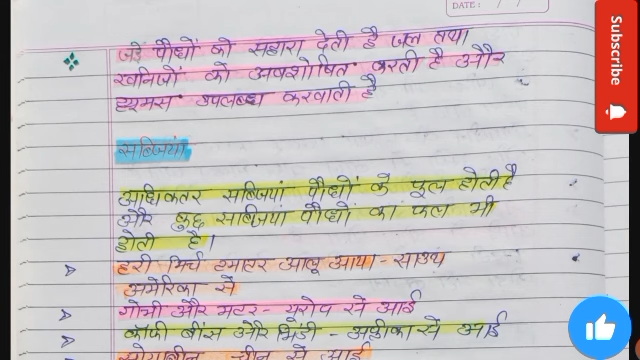 DATE: / /
Subscribe
जड़ें पौधों को सहारा देती है जल तथा
खनिजों को अवशोषित करती है और
ह्यूमस उपलब्ध करवाती है
सब्जियां
अधिकतर सब्जियां पौधों के फूल होती है
और कुछ सब्जियां पौधों का फल भी
होती है।
हरी मिर्च टमाटर आलू आया - साउथ
अमेरिका से
गोभी और मटर - यूरोप से आई
कॉफी बींस और भिंडी - अफ्रीका से आई
सोयाबीन चीन से आई